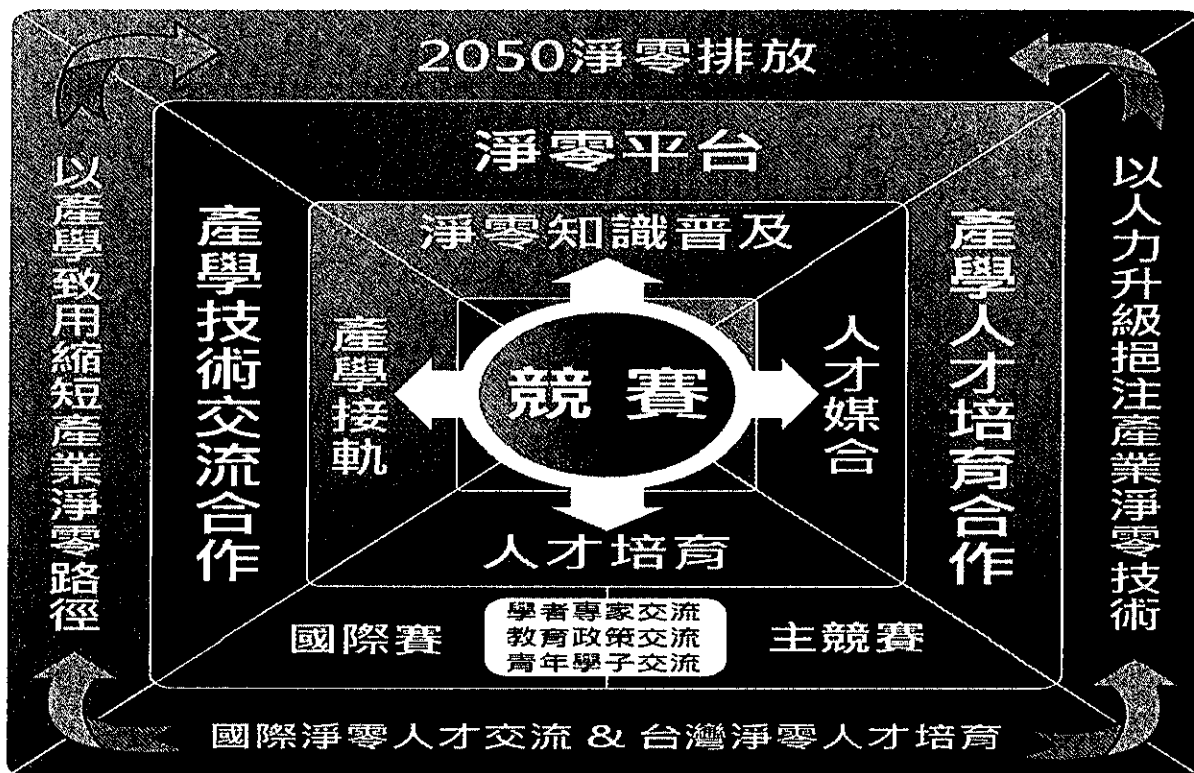 2050淨零排放
淨零平台
淨零知識普及
以產學致用縮短產業淨零路徑
產學技術交流合作
產學接軌
競賽
人才媒合
產學人才培育合作
以人力升級挹注產業淨零技術
人才培育
國際賽
學者專家交流
教育政策交流
青年學子交流
主競賽
國際淨零人才交流 & 台灣淨零人才培育